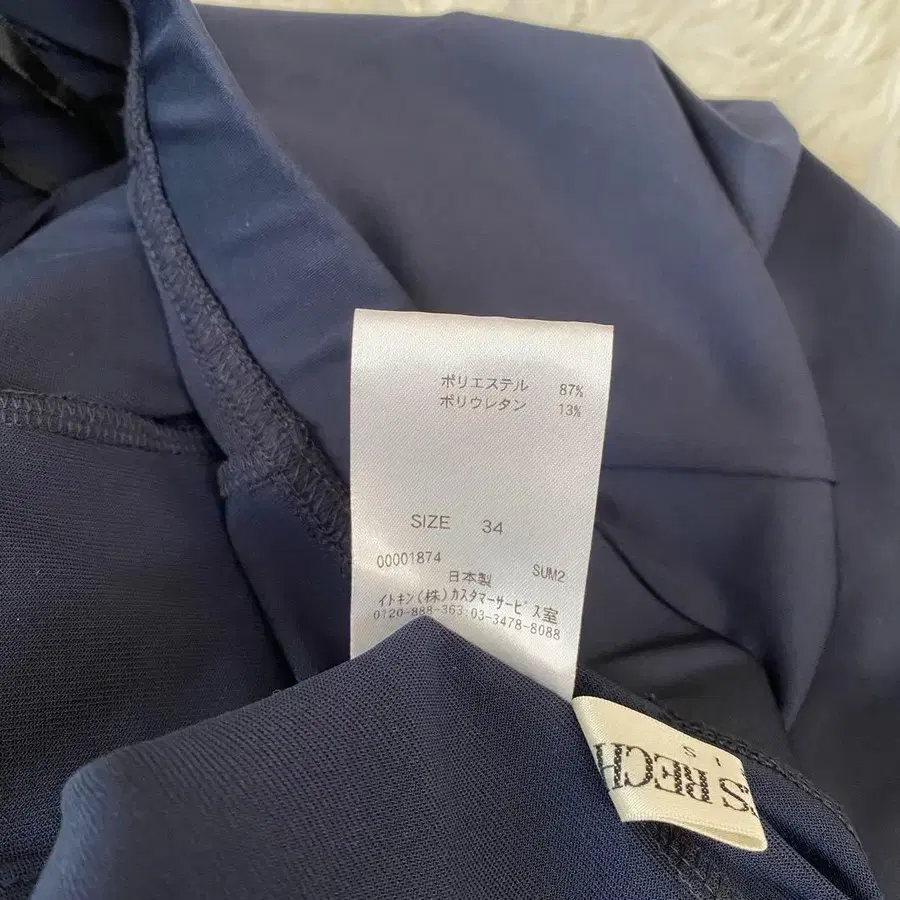 ポリエステル 87%
ポリウレタン 13%
SIZE 34
00001874 SUM2
日本製
イトキン(株)カスタマーサービス室
0120-888-363:03-3478-8088